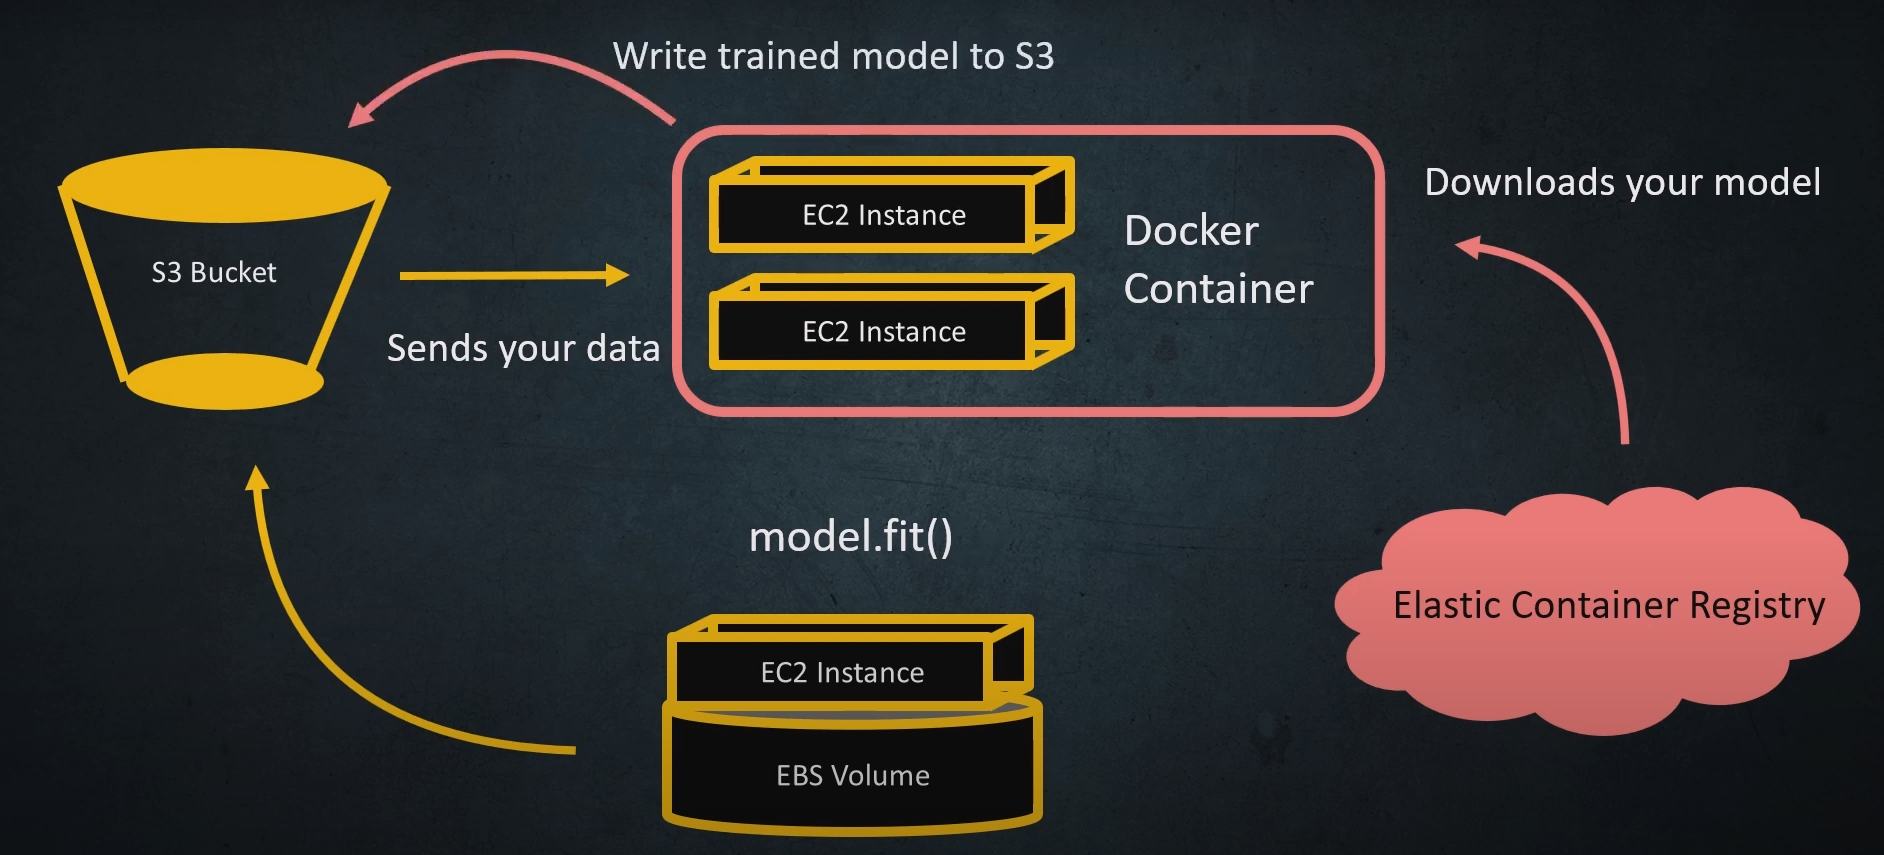 Write trained model to S3
Downloads your model
EC2 Instance
Docker
Container
S3 Bucket
EC2 Instance
Sends your data
model.fit()
Elastic Container Registry
EC2 Instance
EBS Volume